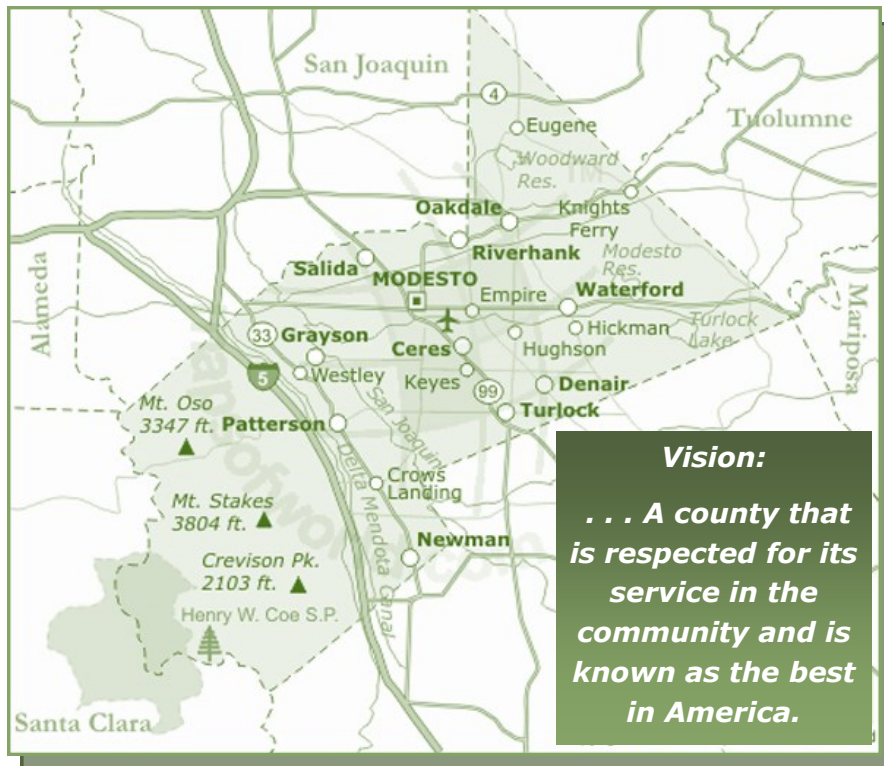 San Joaquin
4
Eugene
Tuolumne
Woodward
Res.
TM
Oakdale
Knights
Ferry
Riverhank
Modesto
Res.
Salida
MODESTO
Alameda
Empire
Waterford
Mariposa
33
Grayson
Hickman
Turlock
Lake
Ceres
Hughson
5
Westley
Keyes
99
Denair
Mt. Oso
3347 ft.
Patterson
San Joaquin
Turlock
Delta Mendota Canal
Crows
Landing
Mt. Stakes
3804 ft.
Newman
Crevison Pk.
2103 ft.
Henry W. Coe S.P.
Santa Clara
mapsofworld.com
Vision:
. . . A county that
is respected for its
service in the
community and is
known as the best
in America.